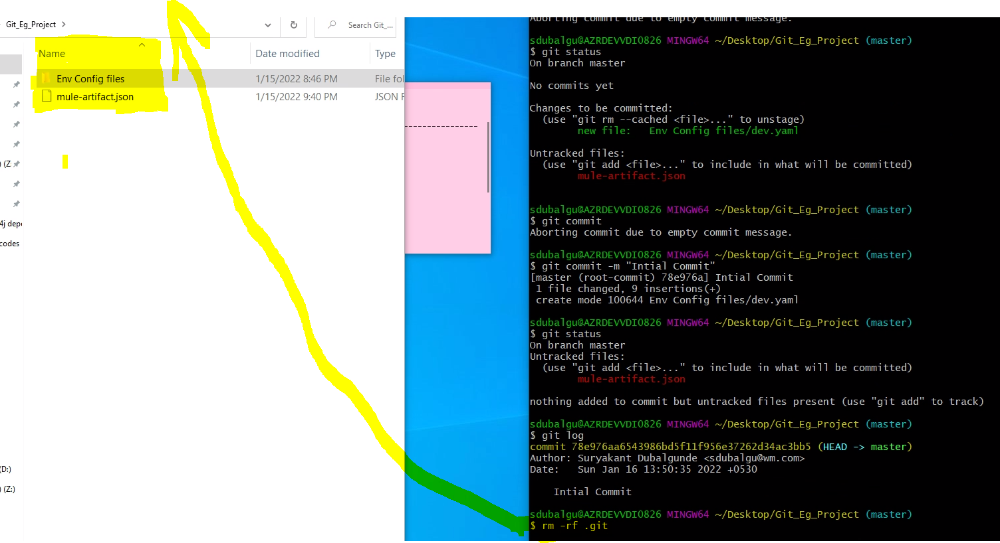 Git_Eg_Project
Search Git_...
Name
Date modified
Type
Env Config files
1/15/2022 8:46 PM
File fol
mule-artifact.json
1/15/2022 9:40 PM
JSON F
) (Z:
4j depe
codes
(D:)
) (Z:)
--------------------
Aborting commit due to empty commit message.
sdubalgu@AZRDEVVDI0826 MINGW64 ~/Desktop/Git_Eg_Project (master)
$ git status
On branch master
No commits yet
Changes to be committed:
(use "git rm --cached <file>..." to unstage)
new file:   Env Config files/dev.yaml
Untracked files:
(use "git add <file>..." to include in what will be committed)
mule-artifact.json
sdubalgu@AZRDEVVDI0826 MINGW64 ~/Desktop/Git_Eg_Project (master)
$ git commit
Aborting commit due to empty commit message.
sdubalgu@AZRDEVVDI0826 MINGW64 ~/Desktop/Git_Eg_Project (master)
$ git commit -m "Intial Commit"
[master (root-commit) 78e976a] Intial Commit
1 file changed, 9 insertions(+)
create mode 100644 Env Config files/dev.yaml
sdubalgu@AZRDEVVDI0826 MINGW64 ~/Desktop/Git_Eg_Project (master)
$ git status
On branch master
Untracked files:
(use "git add <file>..." to include in what will be committed)
mule-artifact.json
nothing added to commit but untracked files present (use "git add" to track)
sdubalgu@AZRDEVVDI0826 MINGW64 ~/Desktop/Git_Eg_Project (master)
$ git log
commit 78e976aa6543986bd5f11f956e37262d34ac3bb5 (HEAD -> master)
Author: Suryakant Dubalgunde <sdubalgu@wm.com>
Date:   Sun Jan 16 13:50:35 2022 +0530
Intial Commit
sdubalgu@AZRDEVVDI0826 MINGW64 ~/Desktop/Git_Eg_Project (master)
$ rm -rf .git